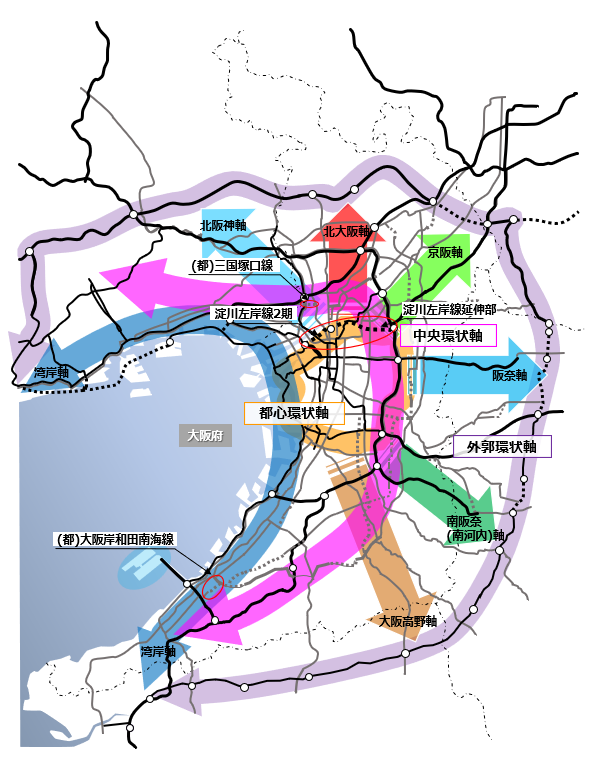 北阪神軸
北大阪軸
京阪軸
(都)三国塚口線
淀川左岸線2期
淀川左岸線延伸部
中央環状軸
湾岸軸
阪奈軸
都心環状軸
大阪府
外郭環状軸
南阪奈
(南河内)軸
(都)大阪岸和田南海線
大阪高野軸
湾岸軸